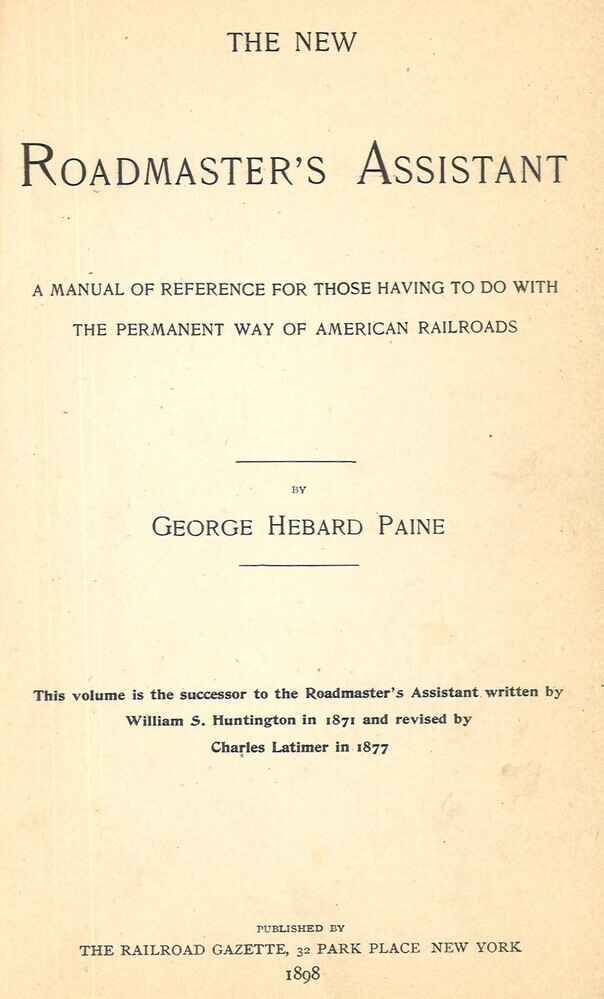 THE NEW
ROADMASTER'S ASSISTANT
A MANUAL OF REFERENCE FOR THOSE HAVING TO DO WITH
THE PERMANENT WAY OF AMERICAN RAILROADS
BY
GEORGE HEBARD PAINE
This volume is the successor to the Roadmaster's Assistant written by
William S. Huntington in 1871 and revised by
Charles Latimer in 1877
PUBLISHED BY
THE RAILROAD GAZETTE, 32 PARK PLACE NEW YORK
1898